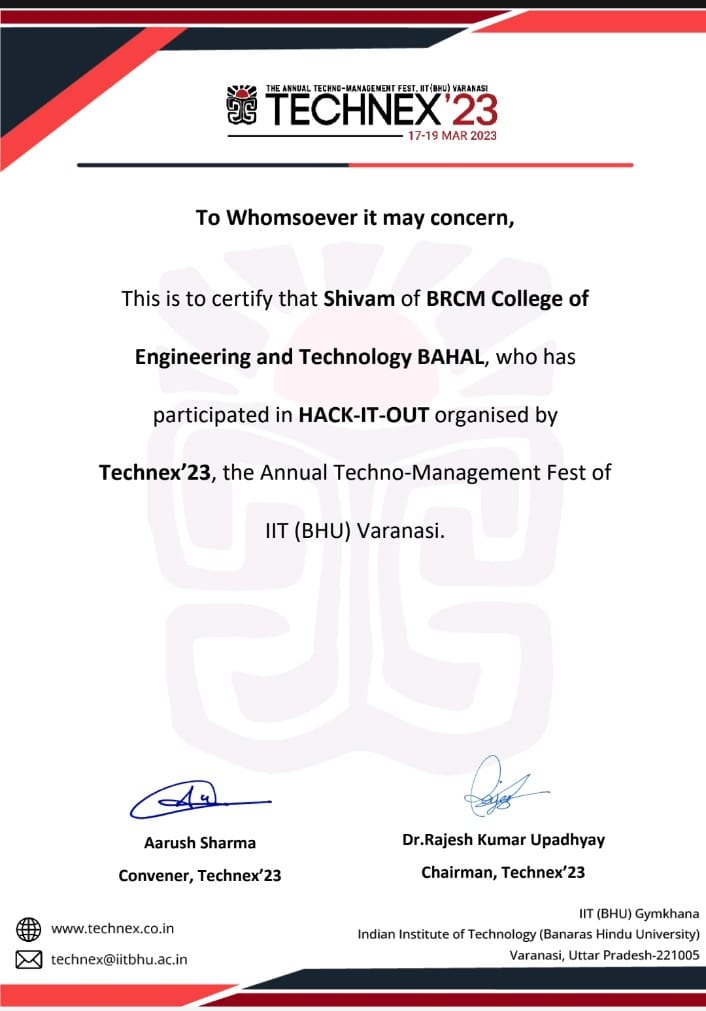 THE ANNUAL TECHNO-MANAGEMENT FEST, IIT(BHU) VARANASI
TECHNEX'23
17-19 MAR 2023
To Whomsoever it may concern,
This is to certify that Shivam of BRCM College of
Engineering and Technology BAHAL, who has
participated in HACK-IT-OUT organised by
Technex’23, the Annual Techno-Management Fest of
IIT (BHU) Varanasi.
Aarush Sharma
Convener, Technex’23
Dr.Rajesh Kumar Upadhyay
Chairman, Technex’23
www.technex.co.in
technex@iitbhu.ac.in
IIT (BHU) Gymkhana
Indian Institute of Technology (Banaras Hindu University)
Varanasi, Uttar Pradesh-221005